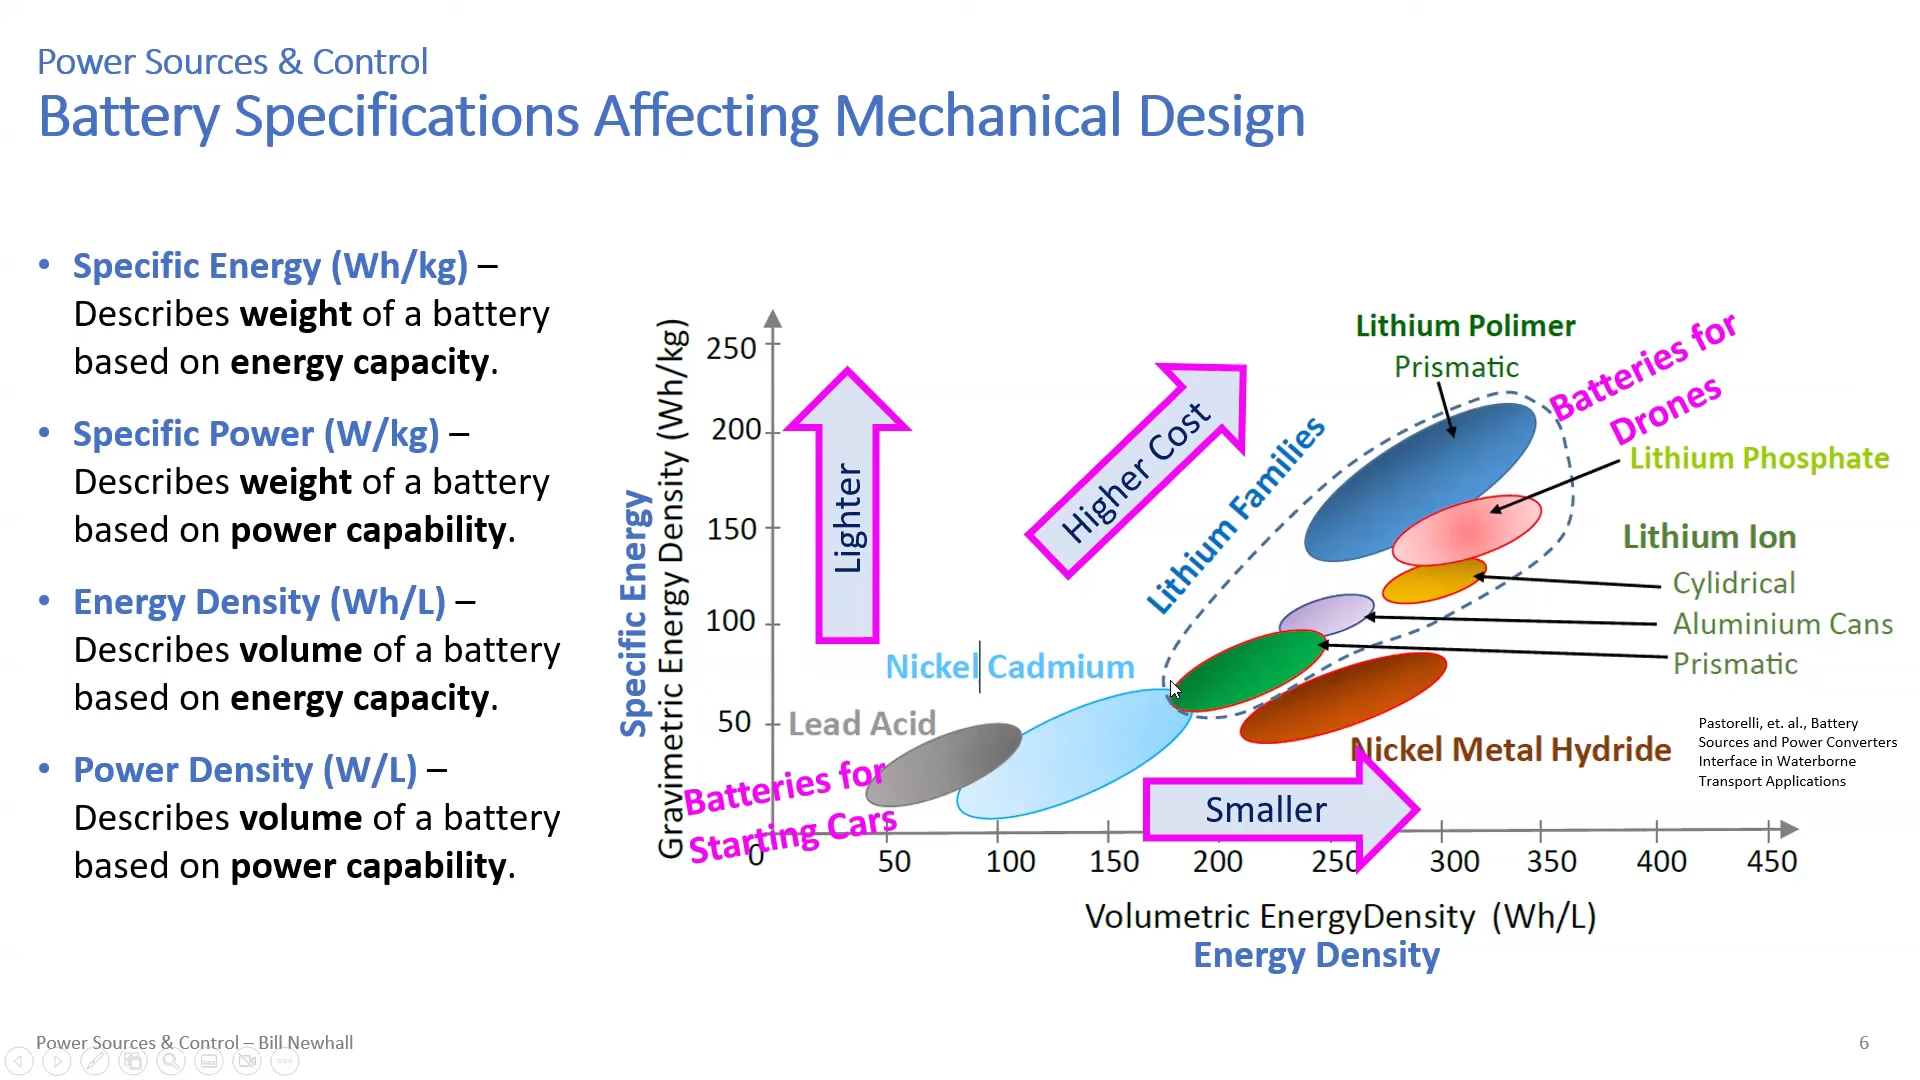 Power Sources & Control
Battery Specifications Affecting Mechanical Design
• Specific Energy (Wh/kg) –
Describes weight of a battery
based on energy capacity.
• Specific Power (W/kg) –
Describes weight of a battery
based on power capability.
• Energy Density (Wh/L) –
Describes volume of a battery
based on energy capacity.
• Power Density (W/L) –
Describes volume of a battery
based on power capability.
Specific Energy
Gravimetric Energy Density (Wh/kg)
250
200
150
100
50
0
Lighter
Higher Cost
Lithium Families
Lithium Polimer
Prismatic
Batteries for
Drones
Lithium Phosphate
Lithium Ion
Cylidrical
Aluminium Cans
Prismatic
Nickel Cadmium
Lead Acid
Batteries for
Starting Cars
Nickel Metal Hydride
Smaller
Pastorelli, et. al., Battery
Sources and Power Converters
Interface in Waterborne
Transport Applications
50 100 150 200 250 300 350 400 450
Volumetric EnergyDensity (Wh/L)
Energy Density
Power Sources & Control – Bill Newhall
6